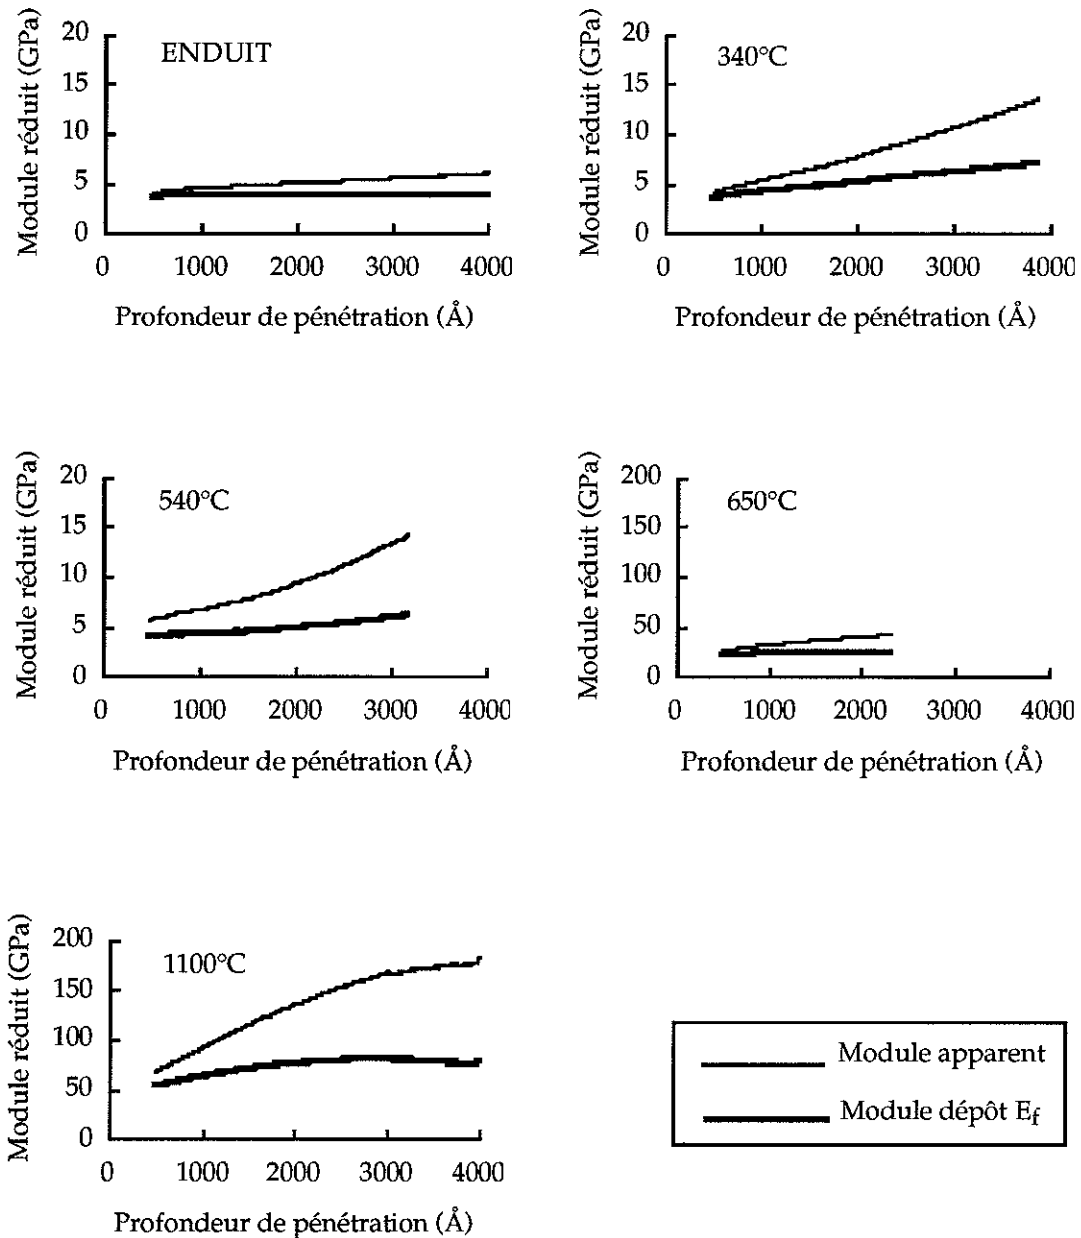 Module réduit (GPa)
20
15
10
5
0
ENDUIT
0 1000 2000 3000 4000
Profondeur de pénétration (Å)
Module réduit (GPa)
20
15
10
5
0
340°C
0 1000 2000 3000 4000
Profondeur de pénétration (Å)
Module réduit (GPa)
20
15
10
5
0
540°C
0 1000 2000 3000 4000
Profondeur de pénétration (Å)
Module réduit (GPa)
200
150
100
50
0
650°C
0 1000 2000 3000 4000
Profondeur de pénétration (Å)
Module réduit (GPa)
200
150
100
50
0
1100°C
0 1000 2000 3000 4000
Profondeur de pénétration (Å)
Module apparent
Module dépôt Ef